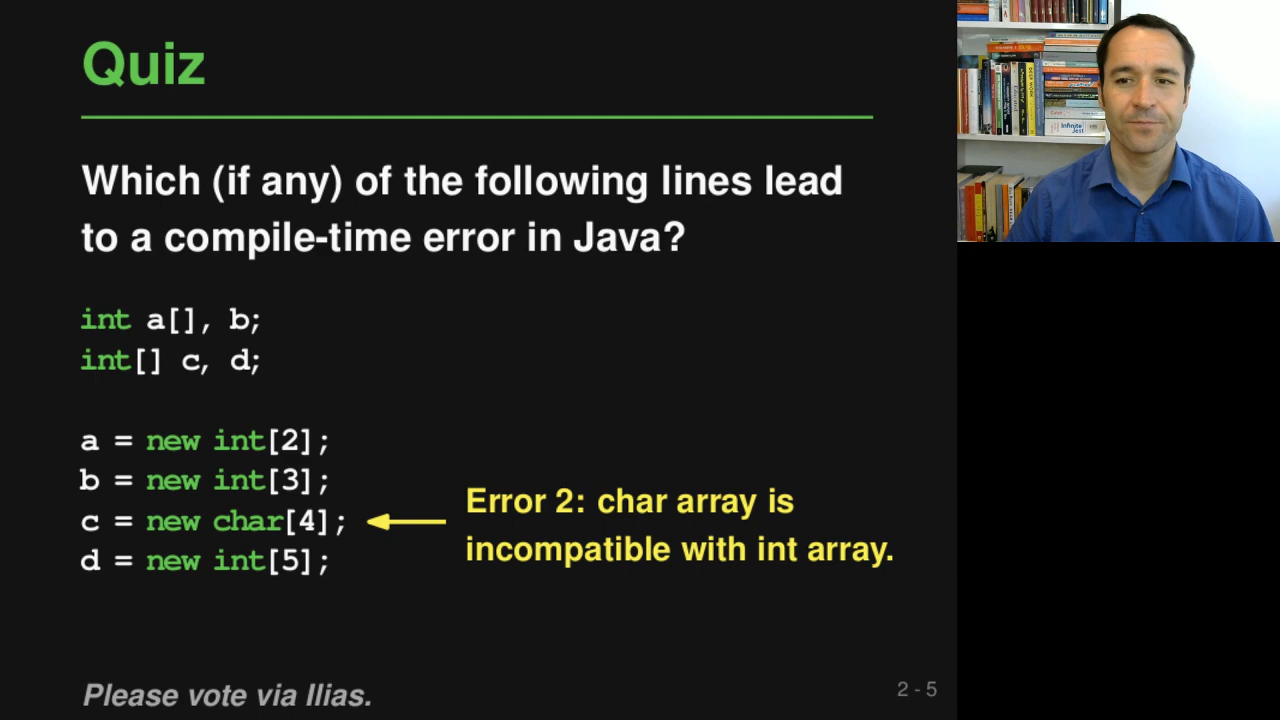 Quiz
Which (if any) of the following lines lead
to a compile-time error in Java?
int a[], b;
int[] c, d;
a = new int[2];
b = new int[3];
c = new char[4];
d = new int[5];
Error 2: char array is
incompatible with int array.
Please vote via Ilias.
2 - 5
Infinite
Jest